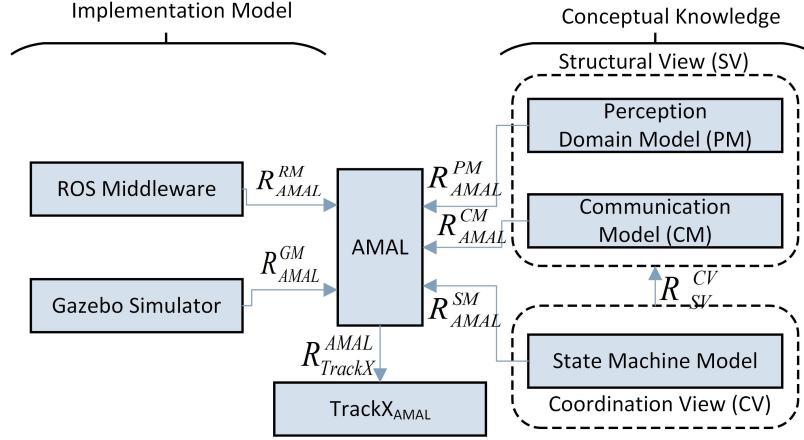 Implementation Model
Conceptual Knowledge
Structural View (SV)
Perception
Domain Model (PM)
ROS Middleware
R^{RM}_{AMAL}
R^{PM}_{AMAL}
Communication
Model (CM)
R^{CM}_{AMAL}
AMAL
R^{GM}_{AMAL}
Gazebo Simulator
R^{SM}_{AMAL}
R^{CV}_{SV}
R^{AMAL}_{TrackX}
State Machine Model
TrackX_{AMAL}
Coordination View (CV)